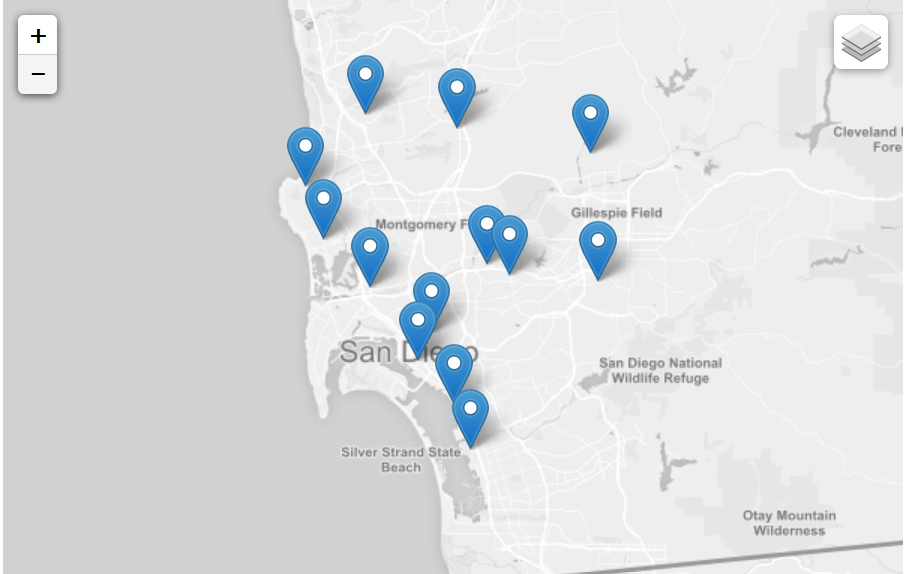 +
−
Cleveland
Fore
Gillespie Field
Montgomery F
San Diego
San Diego National
Wildlife Refuge
Silver Strand State
Beach
Otay Mountain
Wilderness